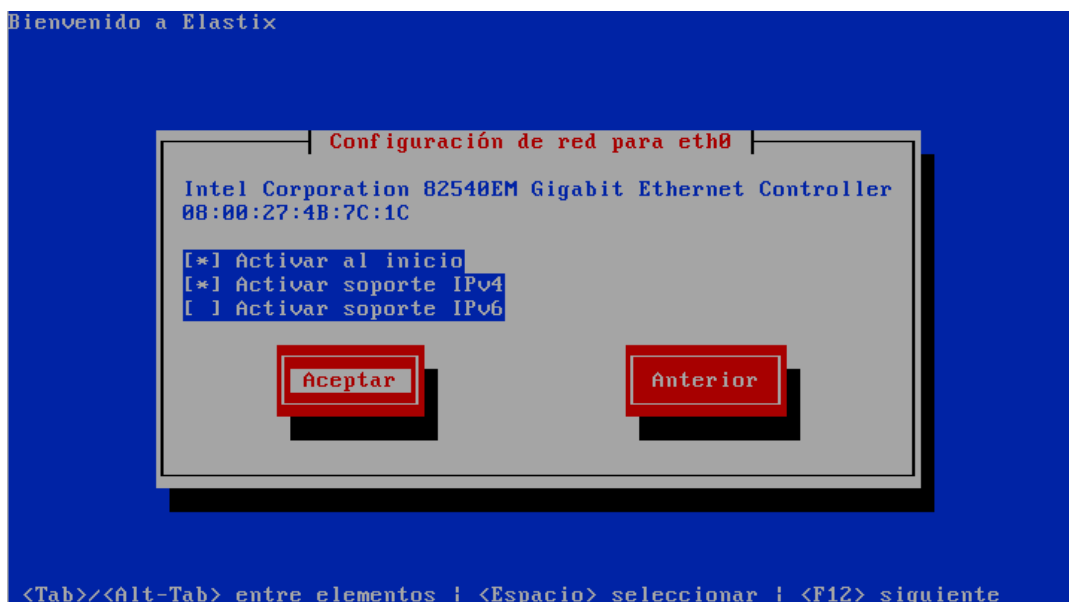 Bienvenido a Elastix
Configuración de red para eth0
Intel Corporation 82540EM Gigabit Ethernet Controller
08:00:27:4B:7C:1C
[*] Activar al inicio
[*] Activar soporte IPv4
[ ] Activar soporte IPv6
Aceptar Anterior
<Tab>/<Alt-Tab> entre elementos | <Espacio> seleccionar | <F12> siguiente